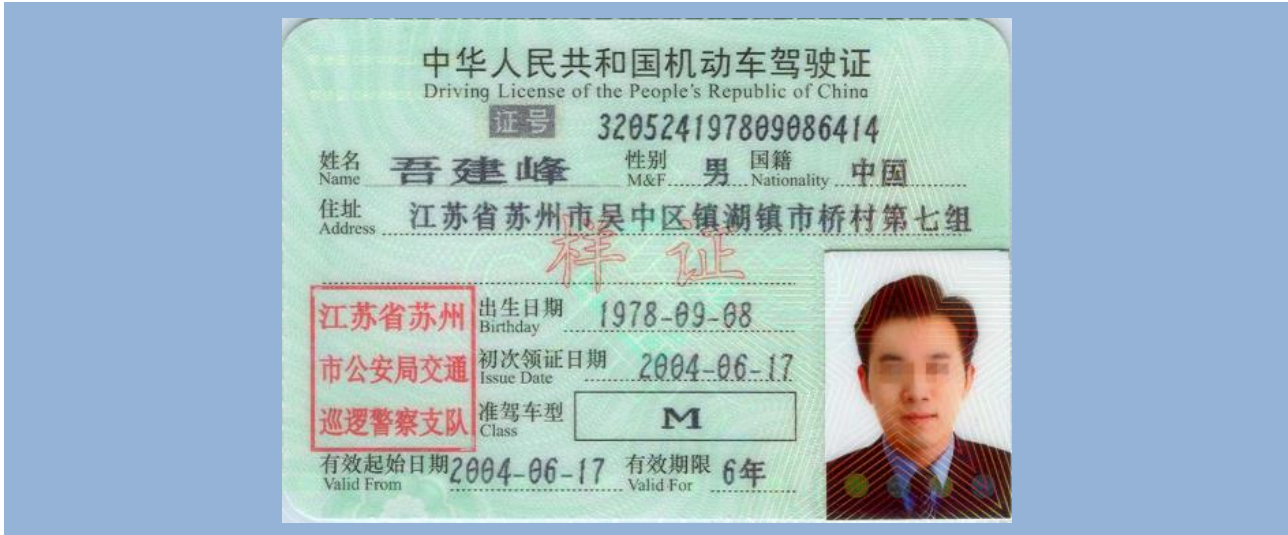 中华人民共和国机动车驾驶证
Driving License of the People's Republic of China
证号 320524197809086414
姓名 吾建峰 性别 男 国籍 中国
Name M&F Nationality
住址 江苏省苏州市吴中区镇湖镇市桥村第七组
Address
样证
江苏省苏州
市公安局交通
巡逻警察支队
出生日期 1978-09-08
Birthday
初次领证日期 2004-06-17
Issue Date
准驾车型 M
Class
有效起始日期 2004-06-17 有效期限 6年
Valid From Valid For